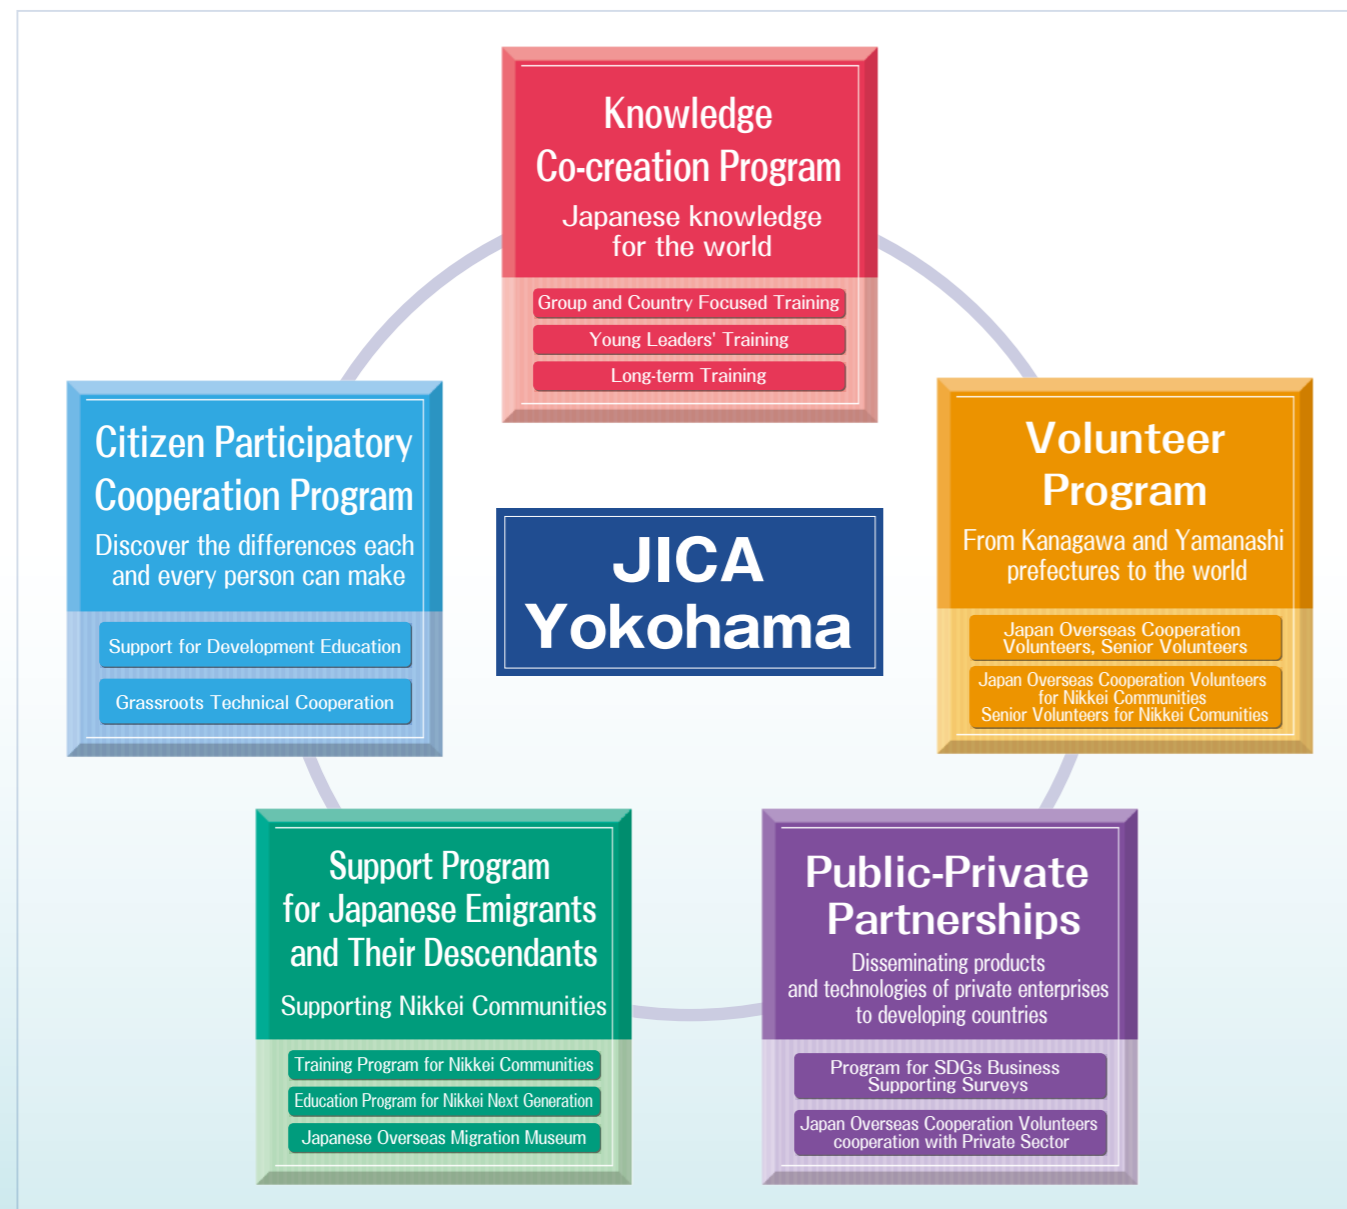 Knowledge
Co-creation Program
Japanese knowledge
for the world
Group and Country Focused Training
Young Leaders' Training
Long-term Training
Citizen Participatory
Cooperation Program
Discover the differences each
and every person can make
Support for Development Education
Grassroots Technical Cooperation
JICA
Yokohama
Volunteer
Program
From Kanagawa and Yamanashi
prefectures to the world
Japan Overseas Cooperation
Volunteers, Senior Volunteers
Japan Overseas Cooperation Volunteers
for Nikkei Communities
Senior Volunteers for Nikkei Comunities
Support Program
for Japanese Emigrants
and Their Descendants
Supporting Nikkei Communities
Training Program for Nikkei Communities
Education Program for Nikkei Next Generation
Japanese Overseas Migration Museum
Public-Private
Partnerships
Disseminating products
and technologies of private enterprises
to developing countries
Program for SDGs Business
Supporting Surveys
Japan Overseas Cooperation Volunteers
cooperation with Private Sector